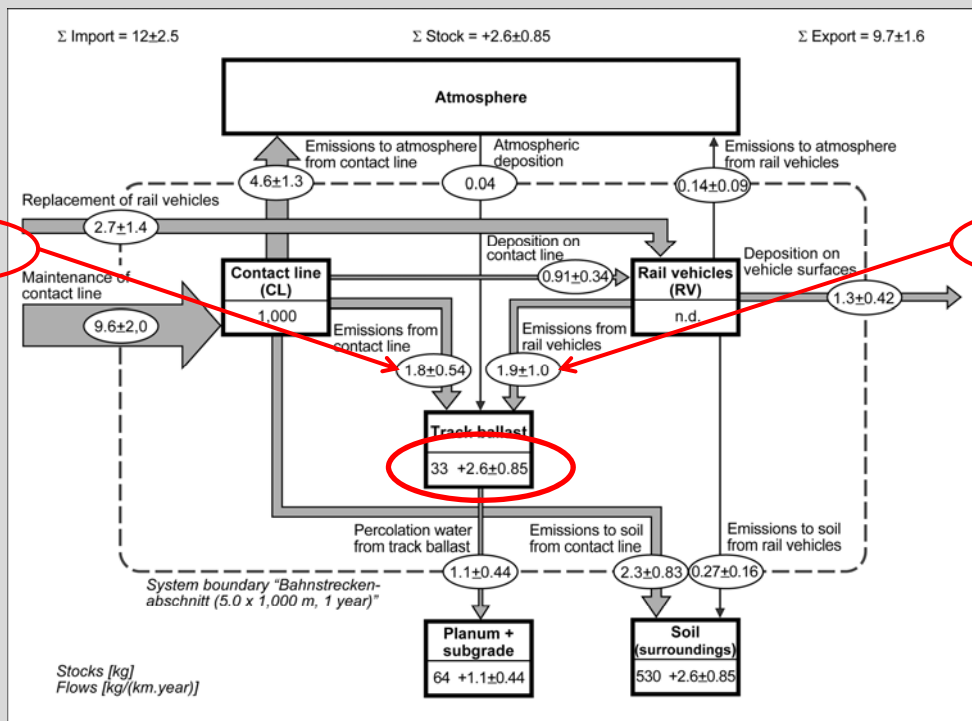 Σ Import = 12±2.5
Σ Stock = +2.6±0.85
Σ Export = 9.7±1.6
Atmosphere
Emissions to atmosphere
from contact line
4.6±1.3
Atmospheric
deposition
0.04
Emissions to atmosphere
from rail vehicles
0.14±0.09
Replacement of rail vehicles
2.7±1.4
Maintenance of
contact line
9.6±2,0
Contact line
(CL)
1,000
Deposition on
contact line
0.91±0.34
Rail vehicles
(RV)
n.d.
Deposition on
vehicle surfaces
1.3±0.42
Emissions from
contact line
1.8±0.54
Emissions from
rail vehicles
1.9±1.0
Track ballast
33 +2.6±0.85
Percolation water
from track ballast
1.1±0.44
Emissions to soil
from contact line
2.3±0.83
Emissions to soil
from rail vehicles
0.27±0.16
System boundary "Bahnstrecken-
abschnitt (5.0 x 1,000 m, 1 year)"
Planum +
subgrade
64 +1.1±0.44
Soil
(surroundings)
530 +2.6±0.85
Stocks [kg]
Flows [kg/(km.year)]